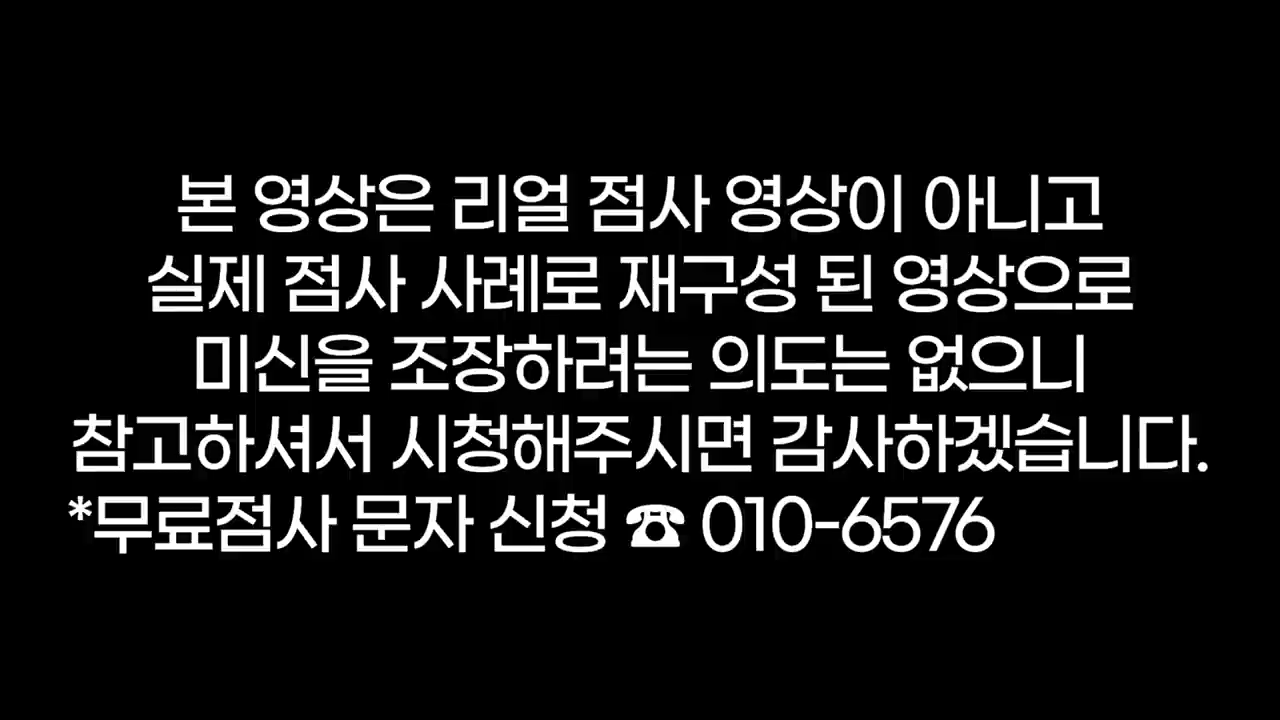 본 영상은 리얼 점사 영상이 아니고
실제 점사 사례로 재구성 된 영상으로
미신을 조장하려는 의도는 없으니
참고하셔서 시청해주시면 감사하겠습니다.
*무료점사 문자 신청 ☎ 010-6576